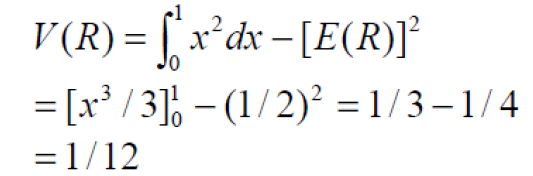 V(R) = ∫₀¹ x² dx − [E(R)]²
= [x³ / 3]₀¹ − (1/2)² = 1/3 − 1/4
= 1/12